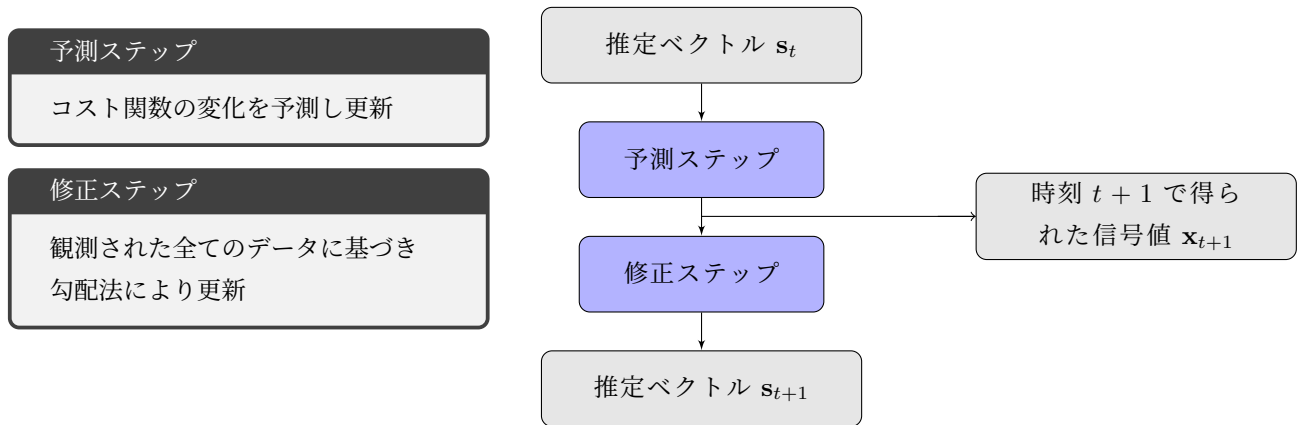 予測ステップ
コスト関数の変化を予測し更新
修正ステップ
観測された全てのデータに基づき
勾配法により更新
推定ベクトル s_t
予測ステップ
時刻 t + 1 で得ら
れた信号値 x_{t+1}
修正ステップ
推定ベクトル s_{t+1}